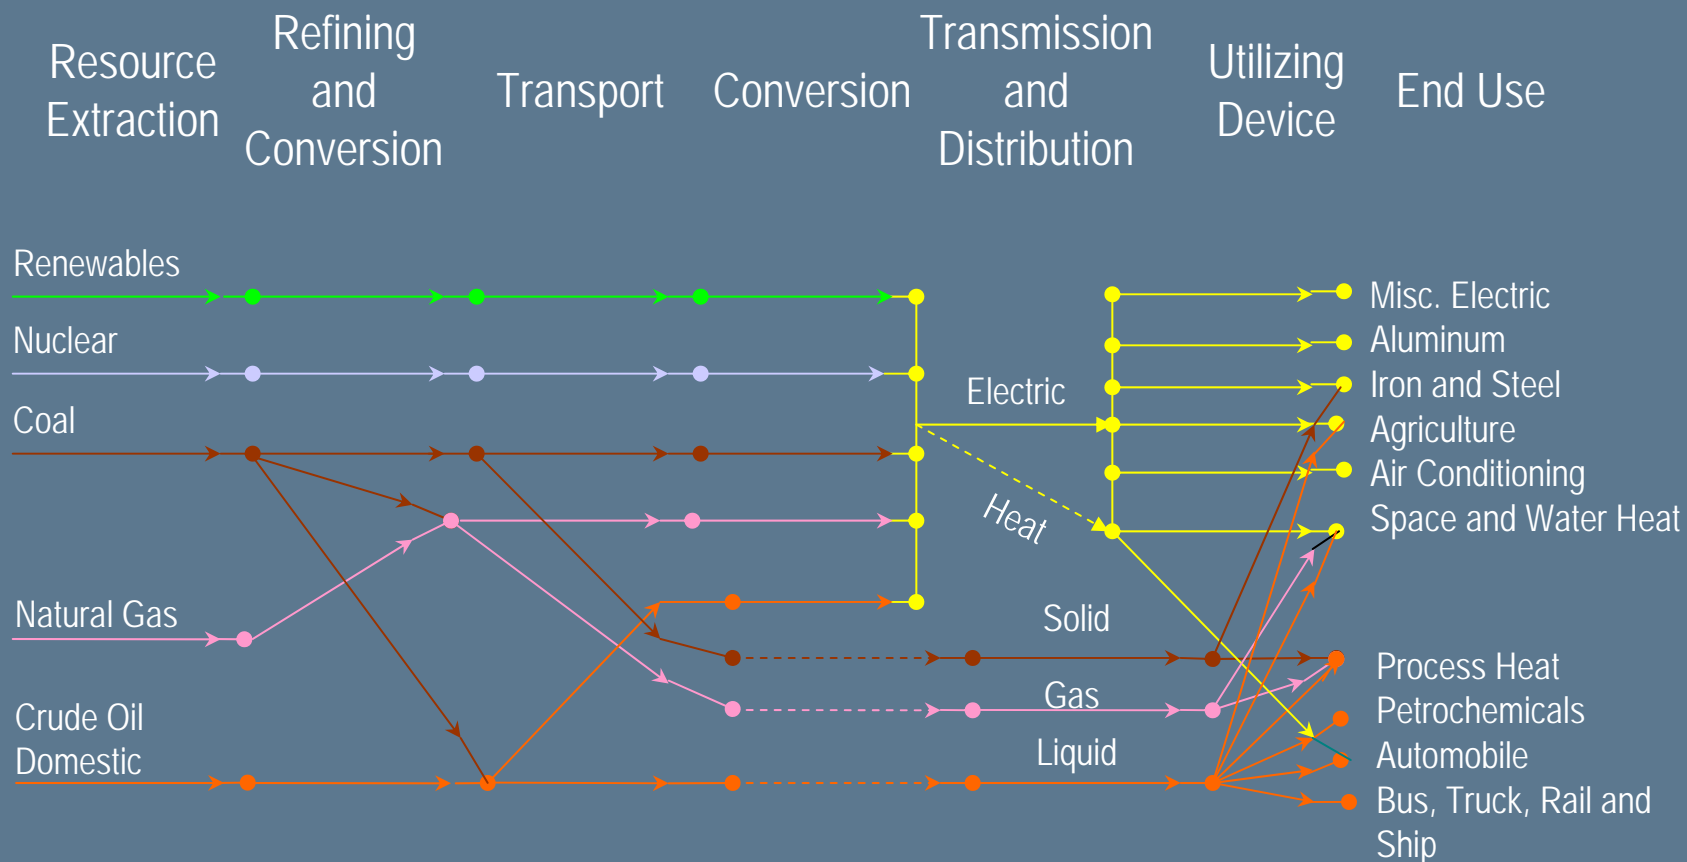 Resource
Extraction
Refining
and
Conversion
Transport
Conversion
Transmission
and
Distribution
Utilizing
Device
End Use
Renewables
Nuclear
Coal
Natural Gas
Crude Oil
Domestic
Electric
Heat
Solid
Gas
Liquid
Misc. Electric
Aluminum
Iron and Steel
Agriculture
Air Conditioning
Space and Water Heat
Process Heat
Petrochemicals
Automobile
Bus, Truck, Rail and
Ship